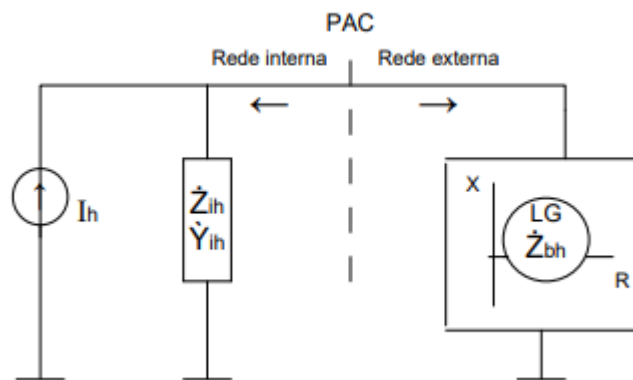 PAC
Rede interna
Rede externa
← →
↑ Ih
Żih
Ẏih
X
LG
Żbh
R